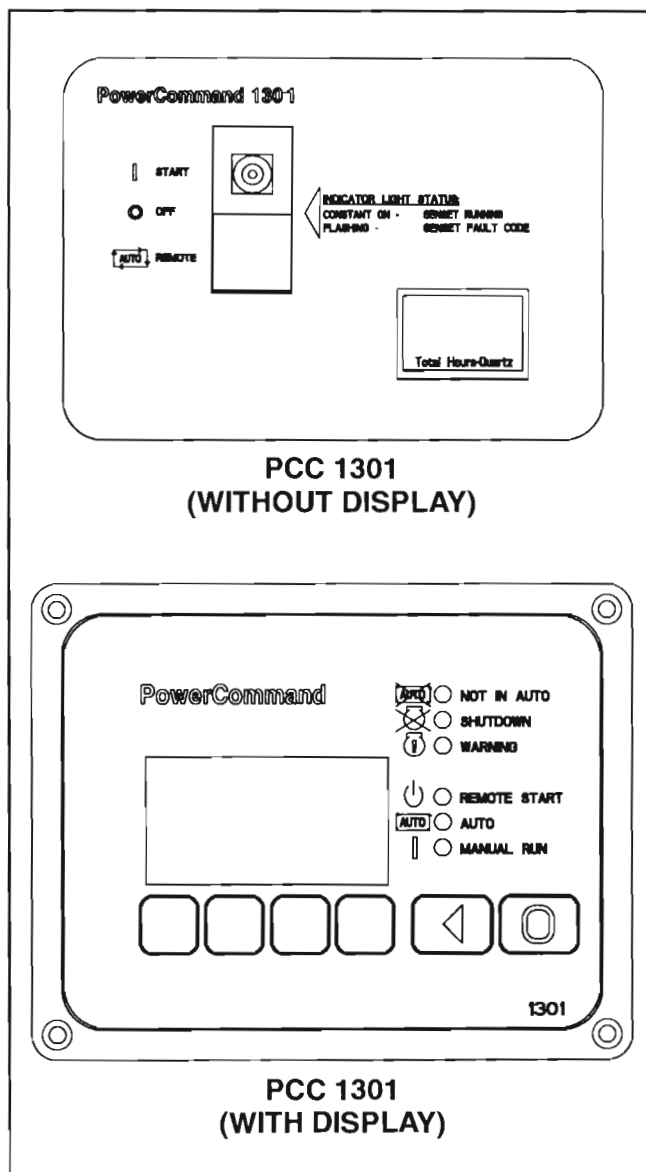 PowerCommand 1301
START
OFF
AUTO REMOTE
INDICATOR LIGHT STATUS:
CONSTANT ON - GENSET RUNNING
FLASHING - GENSET FAULT CODE
Total Hours-Quartz
PCC 1301
(WITHOUT DISPLAY)
PowerCommand
AUTO NOT IN AUTO
SHUTDOWN
WARNING
REMOTE START
AUTO AUTO
MANUAL RUN
1301
PCC 1301
(WITH DISPLAY)